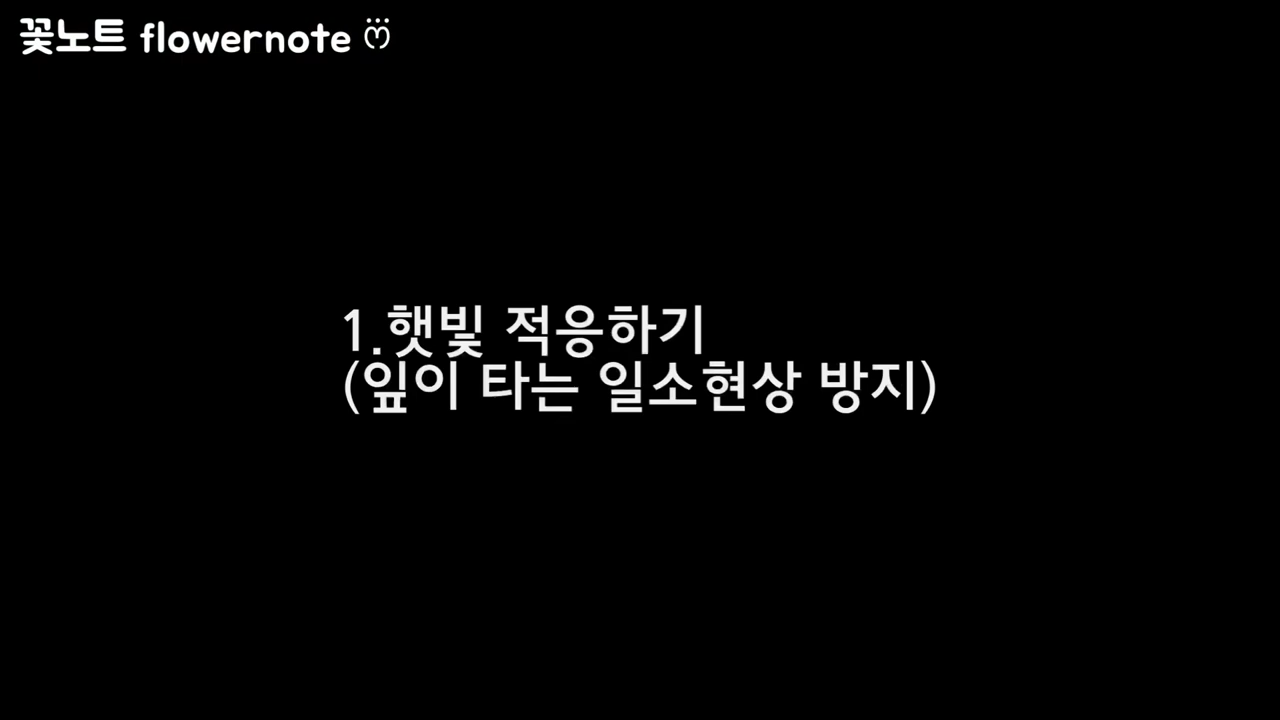 꽃노트 flowernote ෆ
1.햇빛 적응하기
(잎이 타는 일소현상 방지)